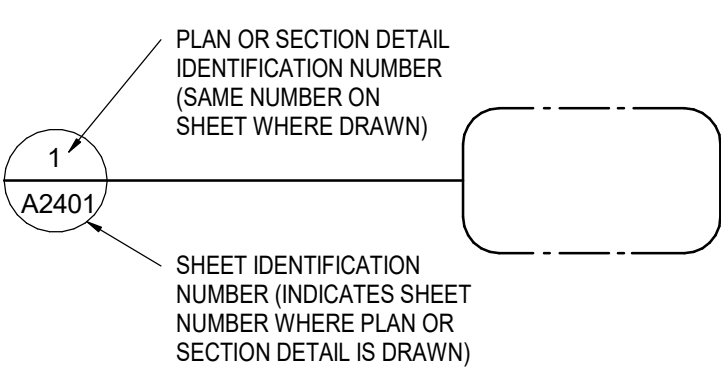 PLAN OR SECTION DETAIL
IDENTIFICATION NUMBER
(SAME NUMBER ON
SHEET WHERE DRAWN)
1
A2401
SHEET IDENTIFICATION
NUMBER (INDICATES SHEET
NUMBER WHERE PLAN OR
SECTION DETAIL IS DRAWN)